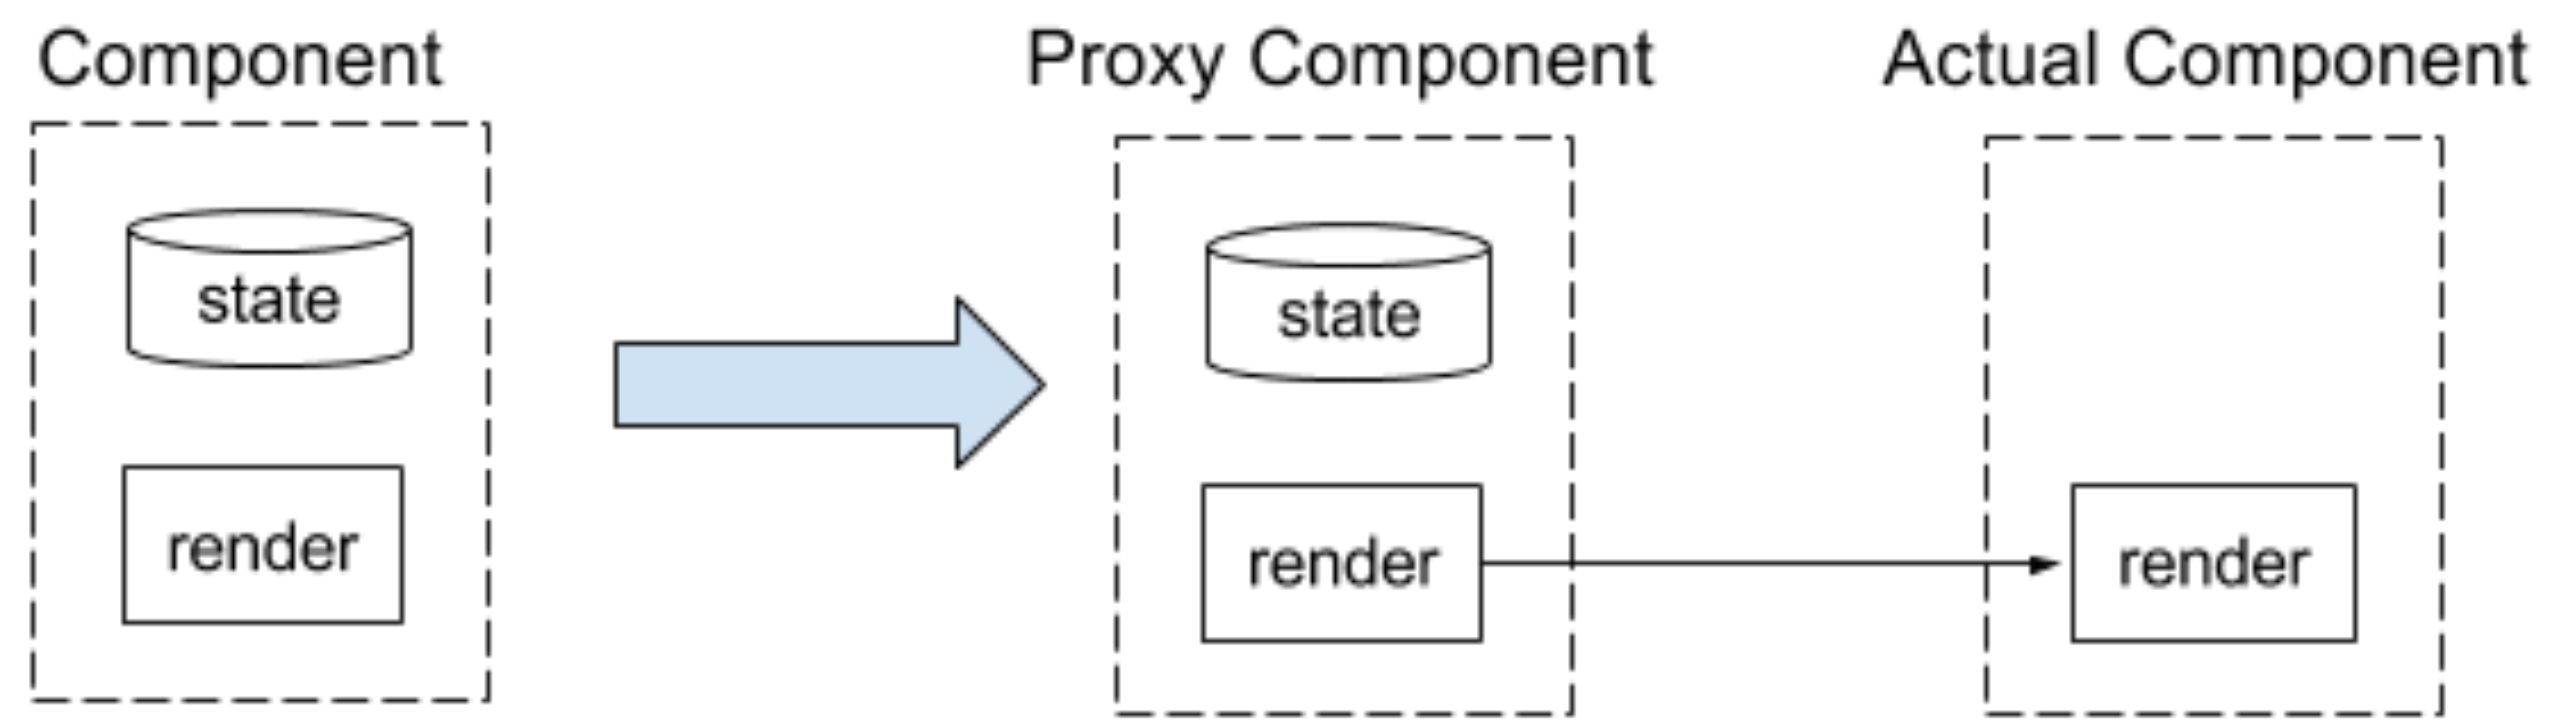 Component
Proxy Component
Actual Component
state
state
render
render
render